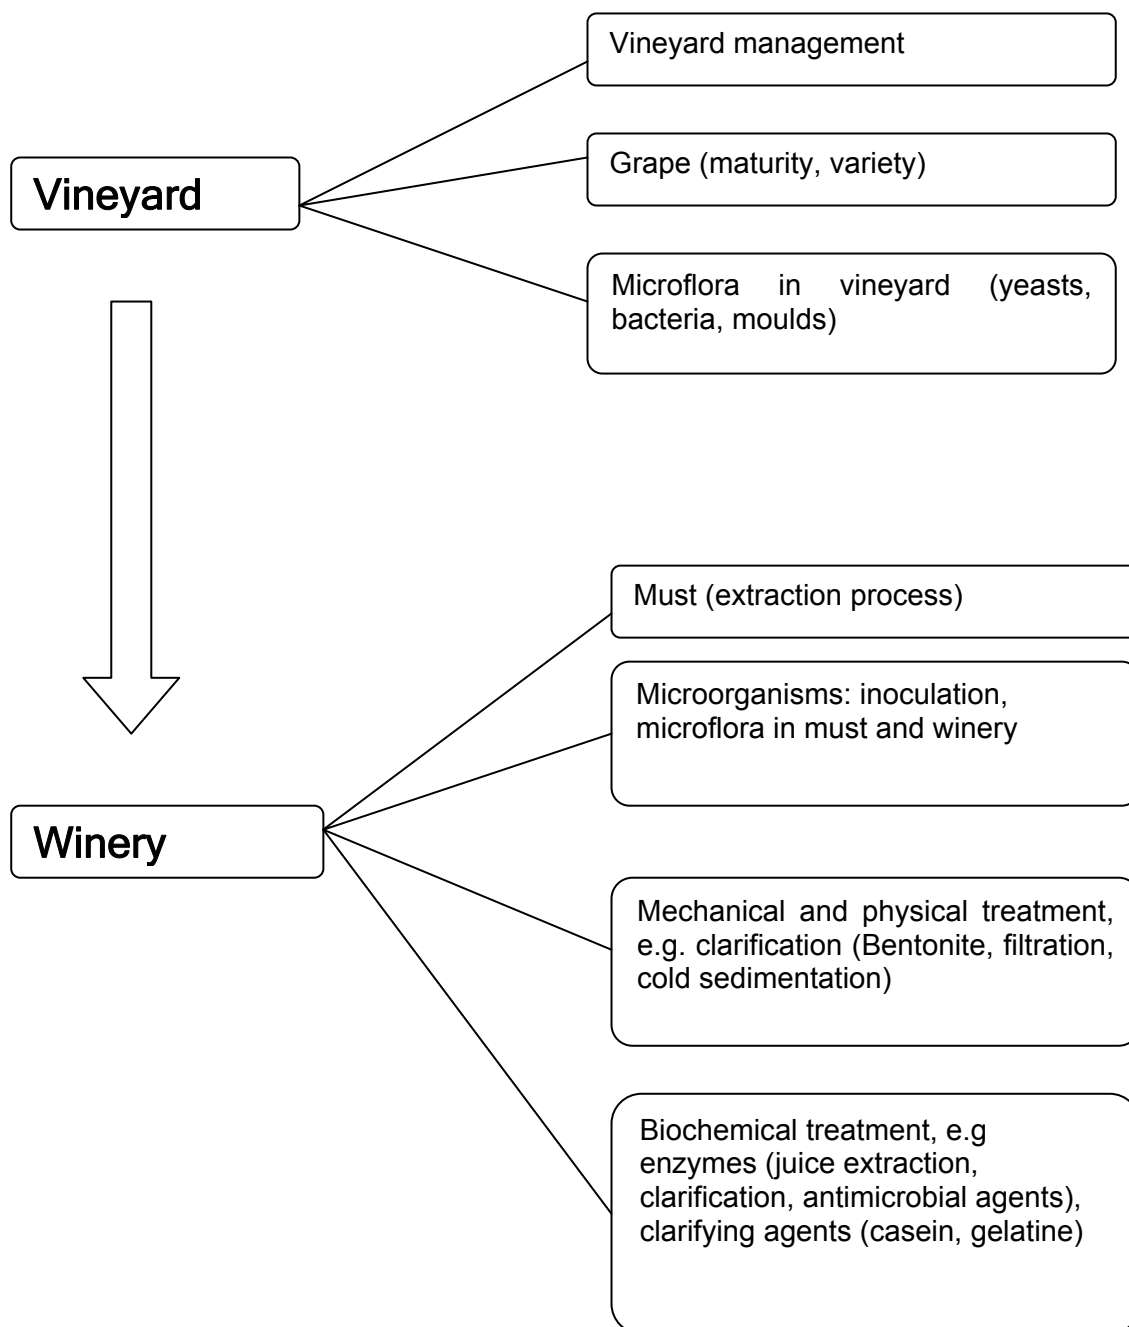 Vineyard management
Vineyard
Grape (maturity, variety)
Microflora in vineyard (yeasts,
bacteria, moulds)
Must (extraction process)
Microorganisms: inoculation,
microflora in must and winery
Winery
Mechanical and physical treatment,
e.g. clarification (Bentonite, filtration,
cold sedimentation)
Biochemical treatment, e.g
enzymes (juice extraction,
clarification, antimicrobial agents),
clarifying agents (casein, gelatine)